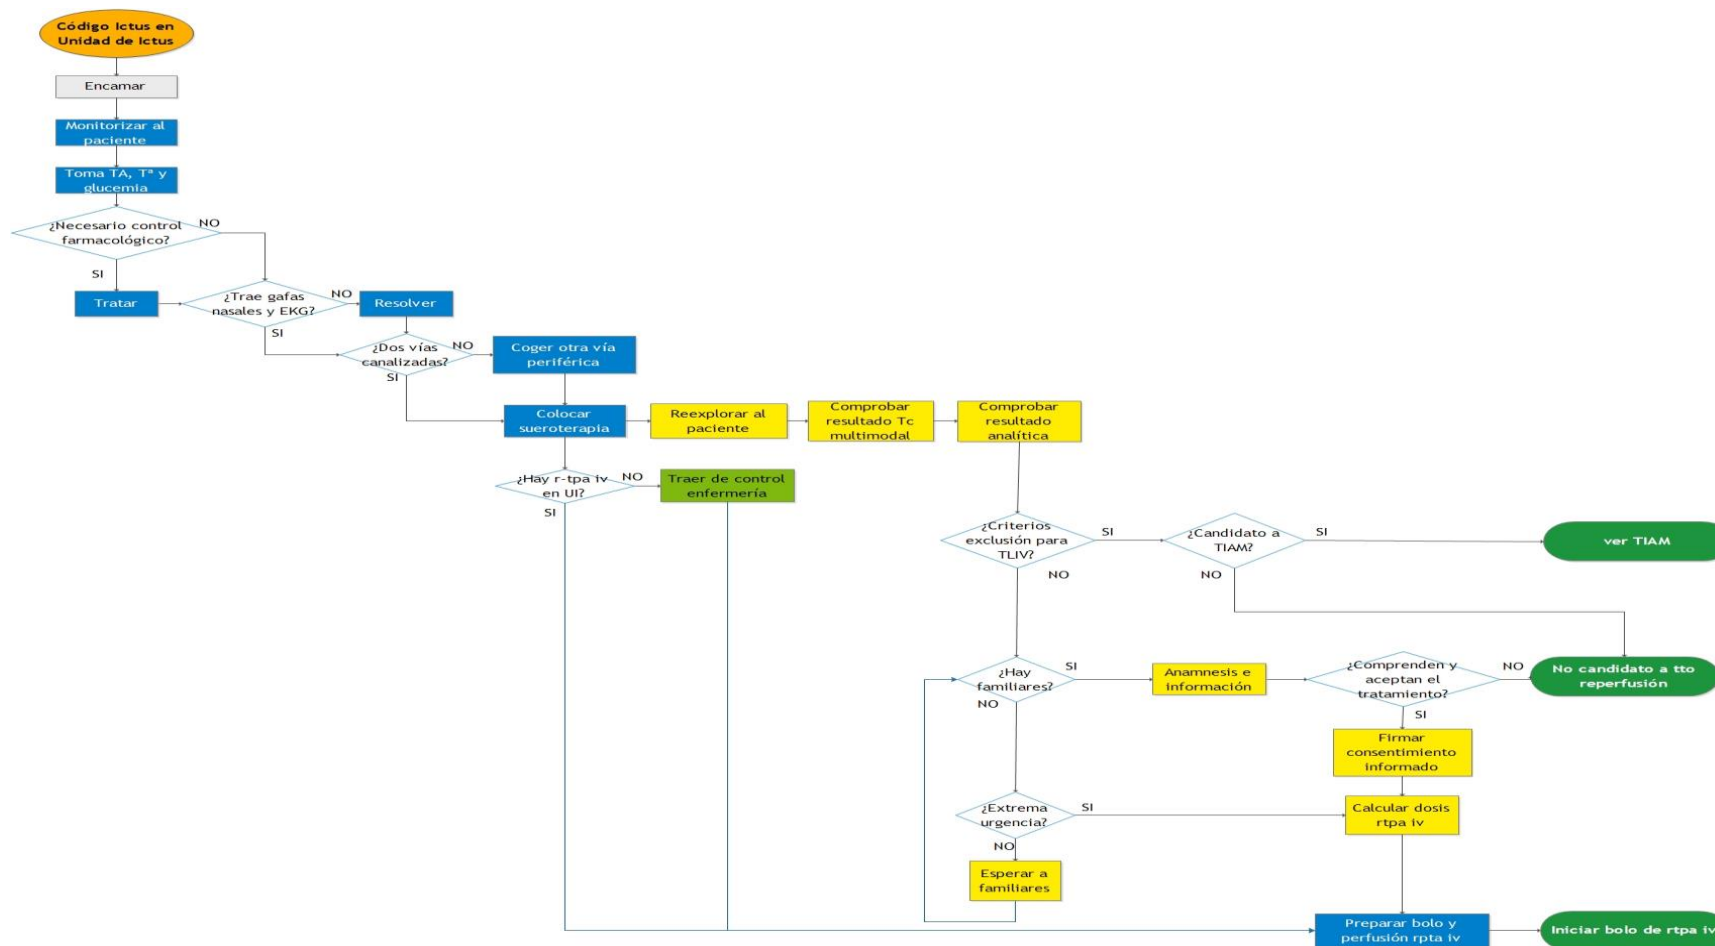 Código Ictus en
Unidad de Ictus
Encamar
Monitorizar al
paciente
Toma TA, Tª y
glucemia
¿Necesario control
farmacológico?
NO
SI
Tratar
¿Trae gafas
nasales y EKG?
NO
SI
Resolver
¿Dos vías
canalizadas?
NO
SI
Coger otra vía
periférica
Colocar
sueroterapia
Reexplorar al
paciente
Comprobar
resultado Tc
multimodal
Comprobar
resultado
analítica
¿Hay r-tpa iv
en UI?
NO
SI
Traer de control
enfermería
¿Criterios
exclusión para
TLIV?
SI
NO
¿Candidato a
TIAM?
SI
NO
ver TIAM
¿Hay
familiares?
SI
NO
Anamnesis e
información
¿Comprenden y
aceptan el
tratamiento?
NO
SI
No candidato a tto
reperfusión
Firmar
consentimiento
informado
¿Extrema
urgencia?
SI
NO
Calcular dosis
rtpa iv
Esperar a
familiares
Preparar bolo y
perfusión rpta iv
Iniciar bolo de rtpa iv